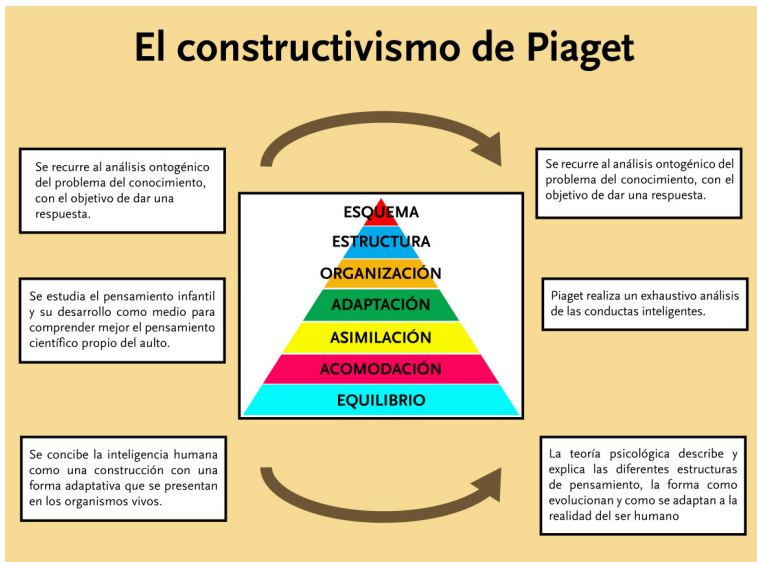 El constructivismo de Piaget
Se recurre al análisis ontogénico
del problema del conocimiento,
con el objetivo de dar una
respuesta.
Se estudia el pensamiento infantil
y su desarrollo como medio para
comprender mejor el pensamiento
científico propio del aulto.
Se concibe la inteligencia humana
como una construcción con una
forma adaptativa que se presentan
en los organismos vivos.
ESQUEMA
ESTRUCTURA
ORGANIZACIÓN
ADAPTACIÓN
ASIMILACIÓN
ACOMODACIÓN
EQUILIBRIO
Se recurre al análisis ontogénico del
problema del conocimiento, con el
objetivo de dar una respuesta.
Piaget realiza un exhaustivo análisis
de las conductas inteligentes.
La teoría psicológica describe y
explica las diferentes estructuras
de pensamiento, la forma como
evolucionan y como se adaptan a la
realidad del ser humano